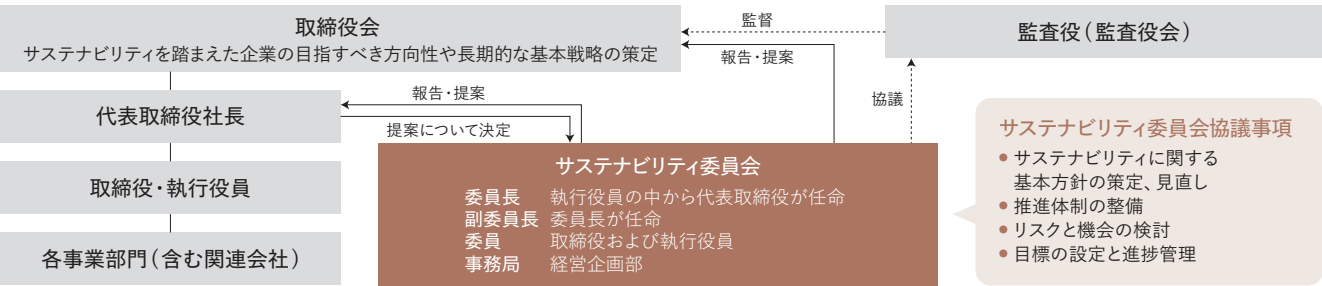 取締役会
サステナビリティを踏まえた企業の目指すべき方向性や長期的な基本戦略の策定
監督
報告・提案
監査役（監査役会）
代表取締役社長
報告・提案
提案について決定
協議
取締役・執行役員
各事業部門（含む関連会社）
サステナビリティ委員会
委員長 執行役員の中から代表取締役が任命
副委員長 委員長が任命
委員 取締役および執行役員
事務局 経営企画部
サステナビリティ委員会協議事項
● サステナビリティに関する
基本方針の策定、見直し
● 推進体制の整備
● リスクと機会の検討
● 目標の設定と進捗管理